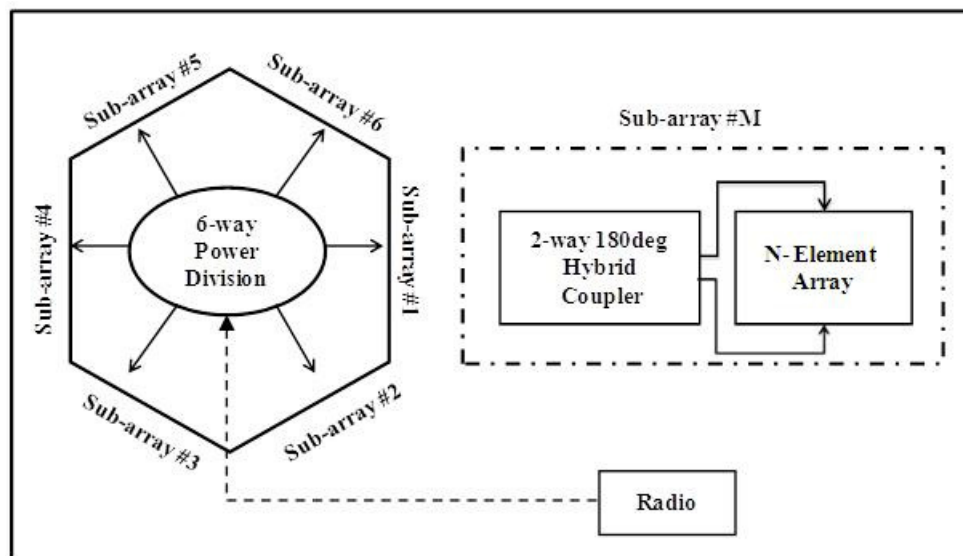 Sub-array #5
Sub-array #6
Sub-array #4
6-way
Power
Division
Sub-array #1
Sub-array #3
Sub-array #2
Sub-array #M
2-way 180deg
Hybrid
Coupler
N- Element
Array
Radio